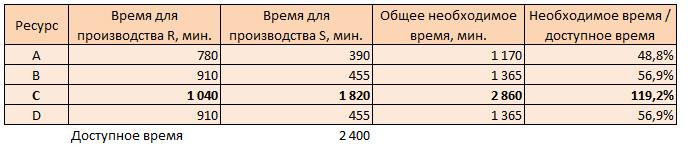 Ресурс Время для производства R, мин. Время для производства S, мин. Общее необходимое время, мин. Необходимое время / доступное время
A 780 390 1 170 48,8%
B 910 455 1 365 56,9%
C 1 040 1 820 2 860 119,2%
D 910 455 1 365 56,9%
Доступное время 2 400